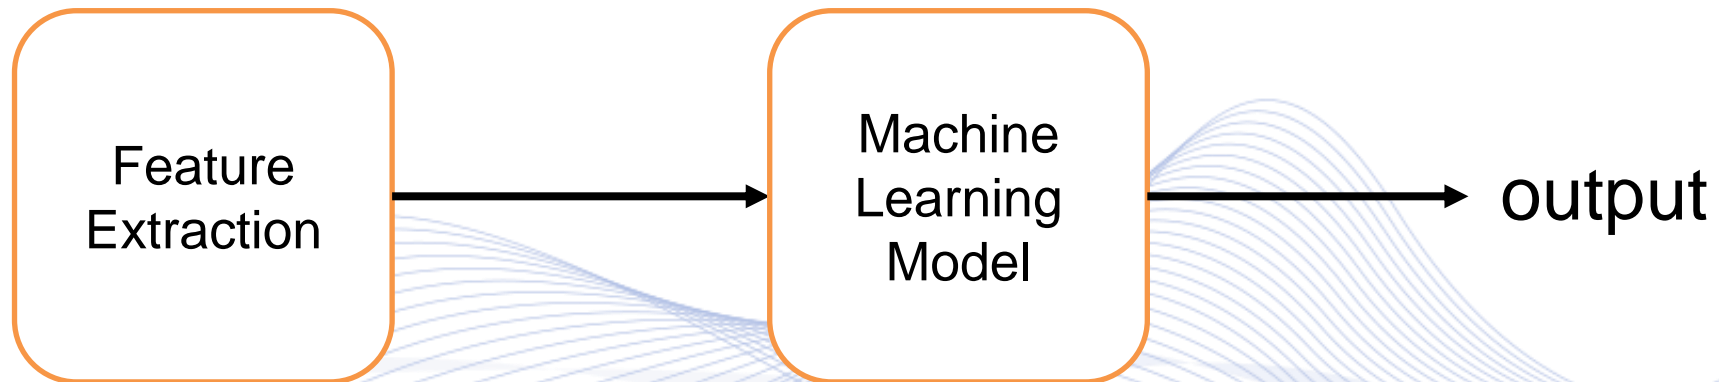 Feature
Extraction
Machine
Learning
Model
output